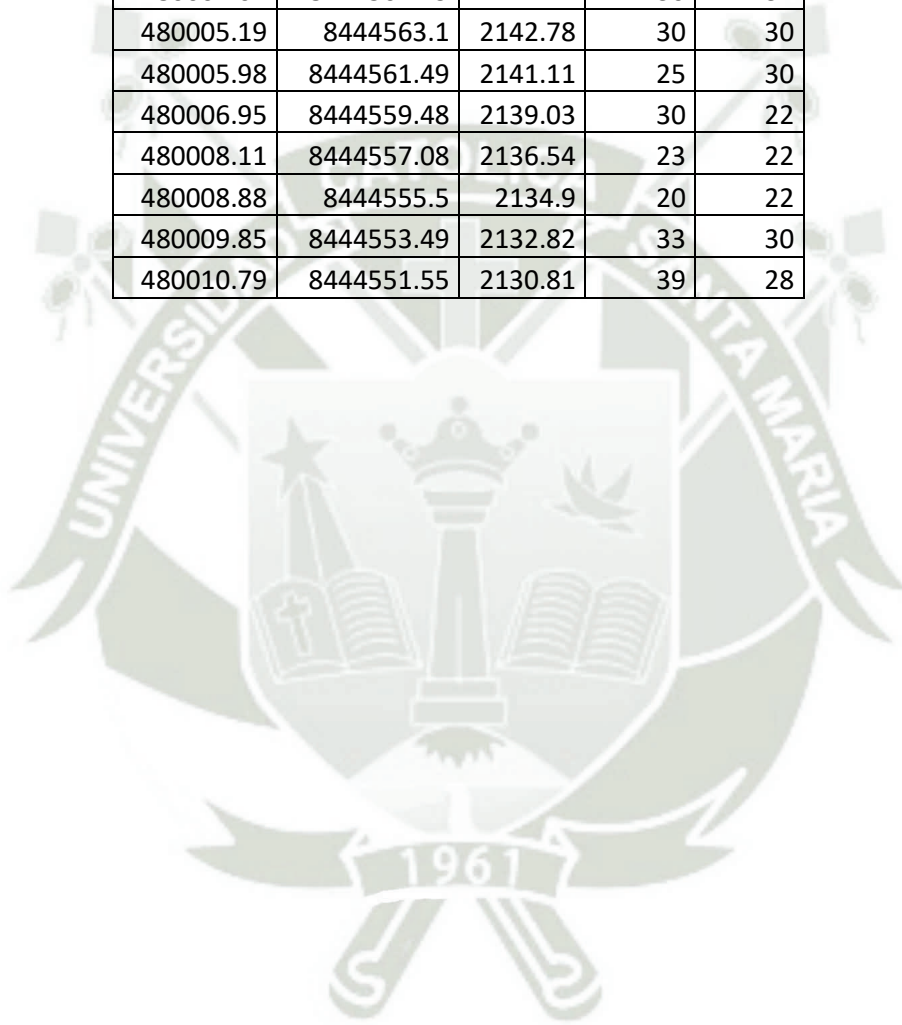 480005.19 8444563.1 2142.78 30 30
480005.98 8444561.49 2141.11 25 30
480006.95 8444559.48 2139.03 30 22
480008.11 8444557.08 2136.54 23 22
480008.88 8444555.5 2134.9 20 22
480009.85 8444553.49 2132.82 33 30
480010.79 8444551.55 2130.81 39 28
UNIVERSIDAD CATOLICA SANTA MARIA
1961